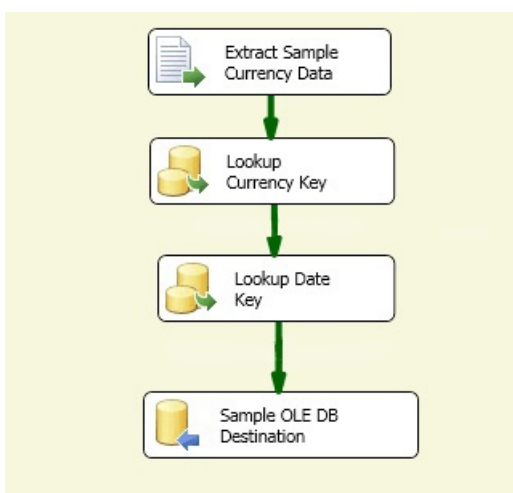 Extract Sample
Currency Data
Lookup
Currency Key
Lookup Date
Key
Sample OLE DB
Destination